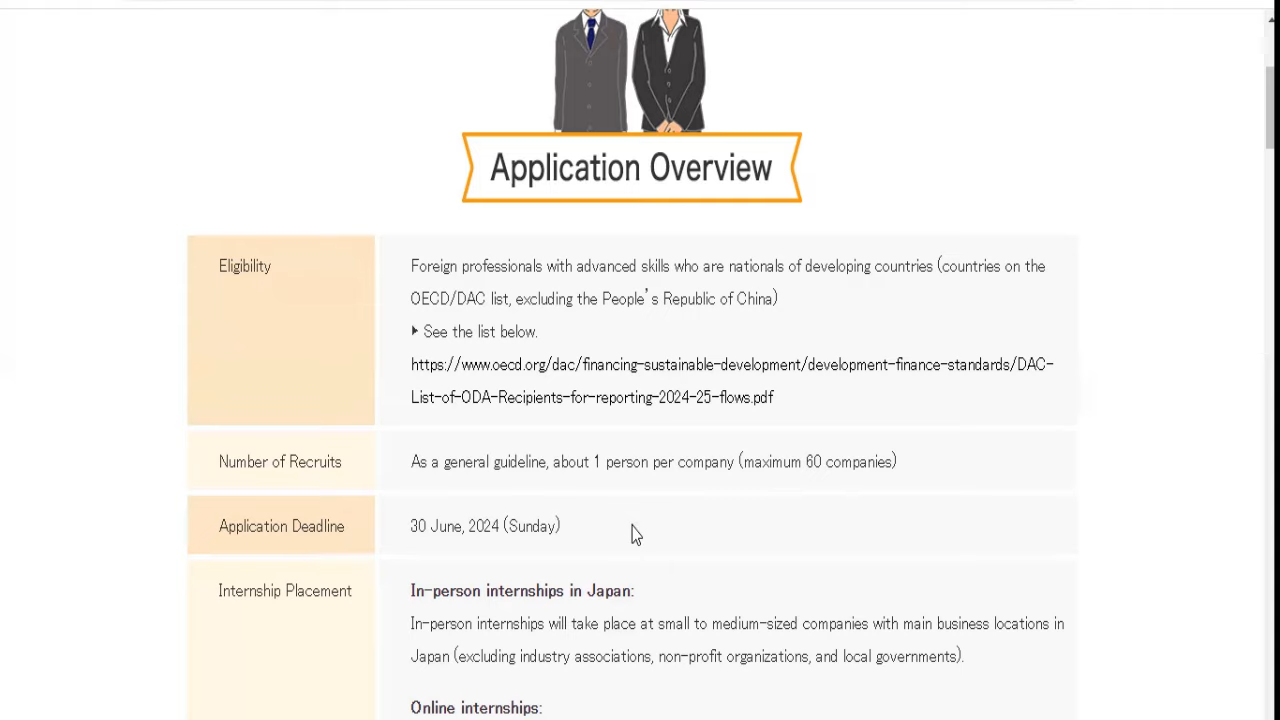 Application Overview
Eligibility
Foreign professionals with advanced skills who are nationals of developing countries (countries on the
OECD/DAC list, excluding the People’s Republic of China)
▶ See the list below.
https://www.oecd.org/dac/financing-sustainable-development/development-finance-standards/DAC-
List-of-ODA-Recipients-for-reporting-2024-25-flows.pdf
Number of Recruits
As a general guideline, about 1 person per company (maximum 60 companies)
Application Deadline
30 June, 2024 (Sunday)
Internship Placement
In-person internships in Japan:
In-person internships will take place at small to medium-sized companies with main business locations in
Japan (excluding industry associations, non-profit organizations, and local governments).
Online internships: